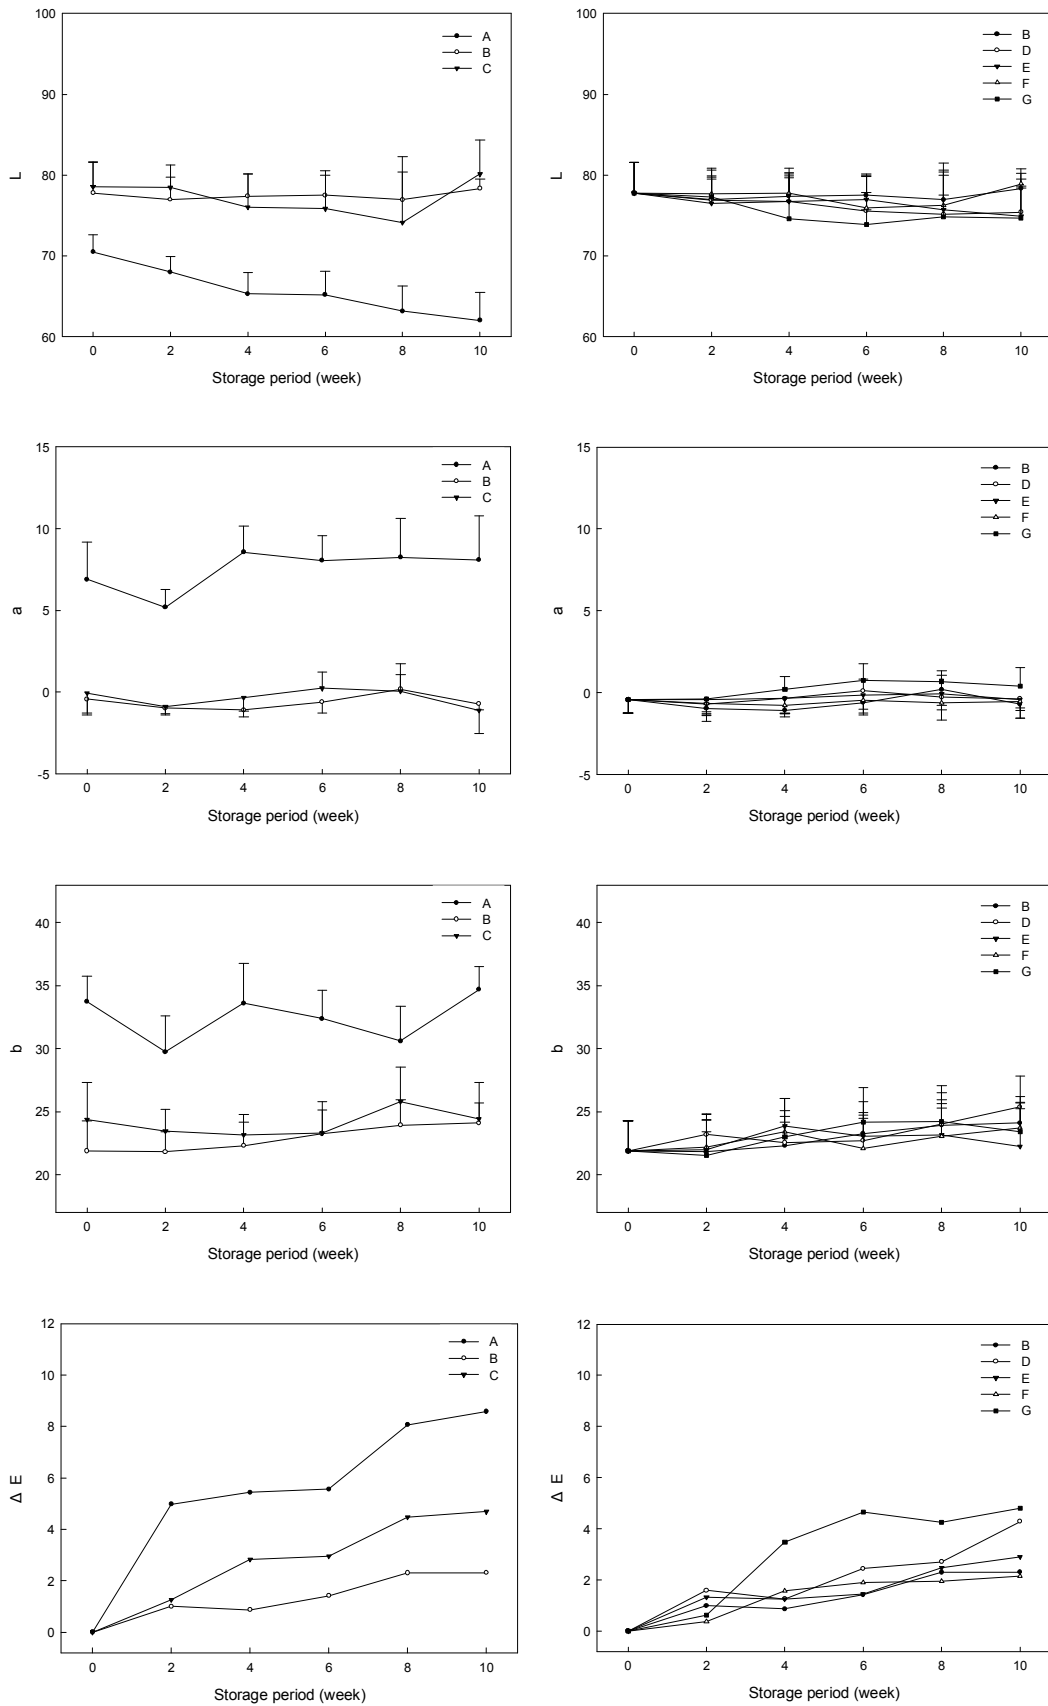 100
90
80
70
60
L
A
B
C
0 2 4 6 8 10
Storage period (week)
100
90
80
70
60
L
B
D
E
F
G
0 2 4 6 8 10
Storage period (week)
15
10
5
0
-5
a
A
B
C
0 2 4 6 8 10
Storage period (week)
15
10
5
0
-5
a
B
D
E
F
G
0 2 4 6 8 10
Storage period (week)
40
35
30
25
20
b
A
B
C
0 2 4 6 8 10
Storage period (week)
40
35
30
25
20
b
B
D
E
F
G
0 2 4 6 8 10
Storage period (week)
12
10
8
6
4
2
0
Δ E
A
B
C
0 2 4 6 8 10
Storage period (week)
12
10
8
6
4
2
0
Δ E
B
D
E
F
G
0 2 4 6 8 10
Storage period (week)